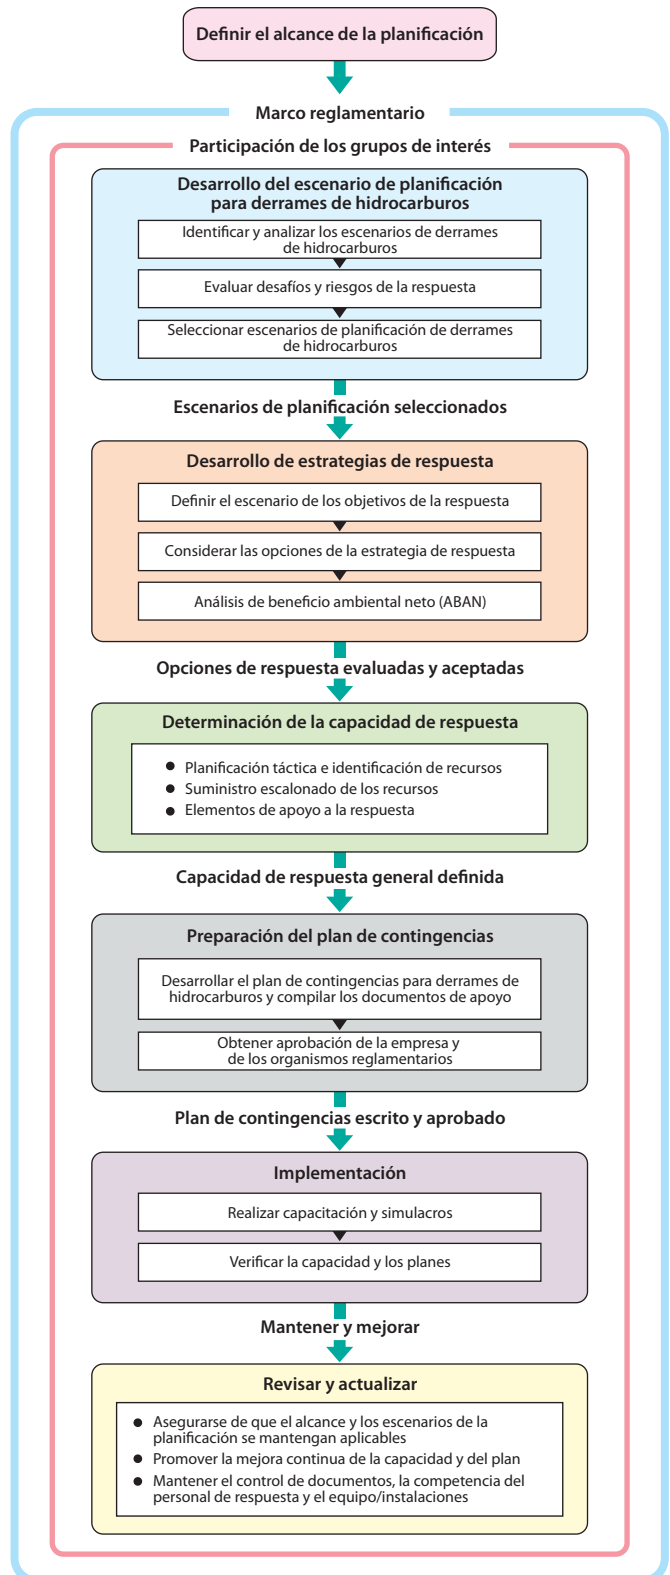 Definir el alcance de la planificación
Marco reglamentario
Participación de los grupos de interés
Desarrollo del escenario de planificación
para derrames de hidrocarburos
Identificar y analizar los escenarios de derrames
de hidrocarburos
Evaluar desafíos y riesgos de la respuesta
Seleccionar escenarios de planificación de derrames
de hidrocarburos
Escenarios de planificación seleccionados
Desarrollo de estrategias de respuesta
Definir el escenario de los objetivos de la respuesta
Considerar las opciones de la estrategia de respuesta
Análisis de beneficio ambiental neto (ABAN)
Opciones de respuesta evaluadas y aceptadas
Determinación de la capacidad de respuesta
● Planificación táctica e identificación de recursos
● Suministro escalonado de los recursos
● Elementos de apoyo a la respuesta
Capacidad de respuesta general definida
Preparación del plan de contingencias
Desarrollar el plan de contingencias para derrames de
hidrocarburos y compilar los documentos de apoyo
Obtener aprobación de la empresa y
de los organismos reglamentarios
Plan de contingencias escrito y aprobado
Implementación
Realizar capacitación y simulacros
Verificar la capacidad y los planes
Mantener y mejorar
Revisar y actualizar
● Asegurarse de que el alcance y los escenarios de la
planificación se mantengan aplicables
● Promover la mejora continua de la capacidad y del plan
● Mantener el control de documentos, la competencia del
personal de respuesta y el equipo/instalaciones